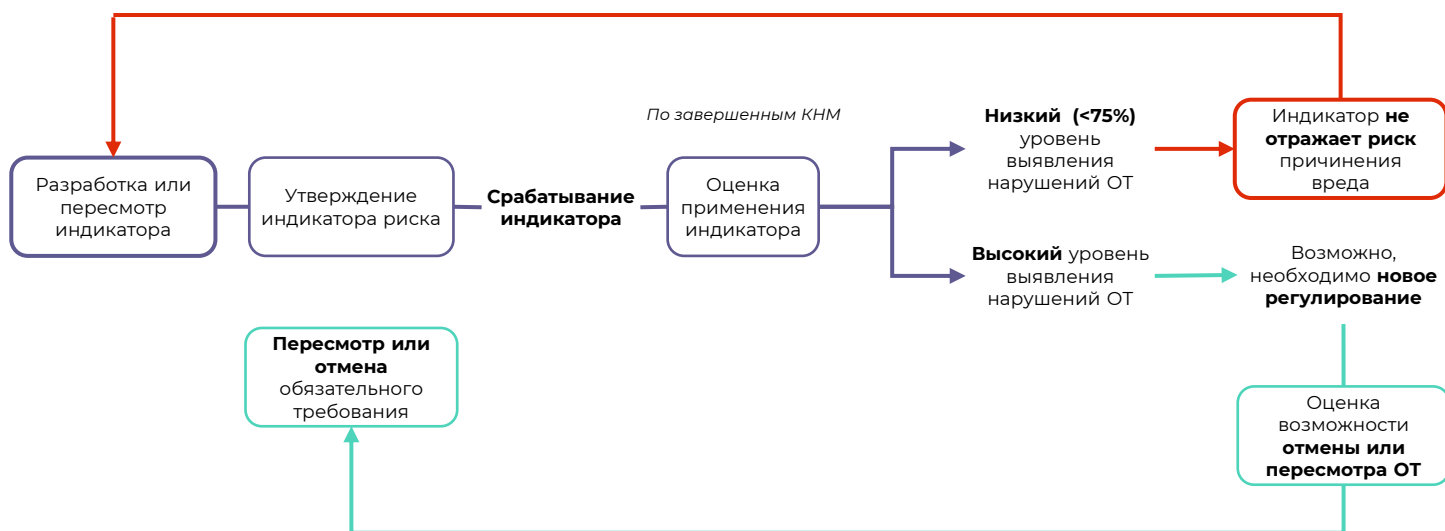 По завершенным КНМ
Разработка или
пересмотр
индикатора
Утверждение
индикатора риска
Срабатывание
индикатора
Оценка
применения
индикатора
Низкий (<75%)
уровень
выявления
нарушений ОТ
Индикатор не
отражает риск
причинения
вреда
Высокий уровень
выявления
нарушений ОТ
Возможно,
необходимо новое
регулирование
Пересмотр или
отмена
обязательного
требования
Оценка
возможности
отмены или
пересмотра ОТ